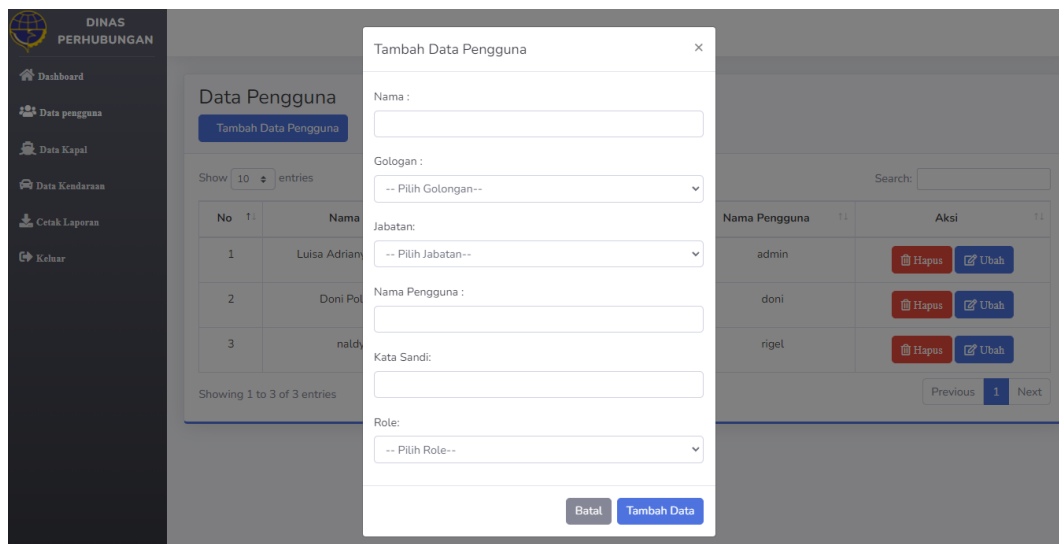 DINAS
PERHUBUNGAN
Dashboard
Data pengguna
Data Kapal
Data Kendaraan
Cetak Laporan
Keluar
Data Pengguna
Tambah Data Pengguna
Show 10 entries
Search:
No Nama Nama Pengguna Aksi
1 Luisa admin Hapus Ubah
2 Doni doni Hapus Ubah
3 naldy rigel Hapus Ubah
Showing 1 to 3 of 3 entries
Previous 1 Next
Tambah Data Pengguna ×
Nama :
Gologan :
-- Pilih Golongan--
Jabatan:
-- Pilih Jabatan--
Nama Pengguna :
Kata Sandi:
Role:
-- Pilih Role--
Batal Tambah Data